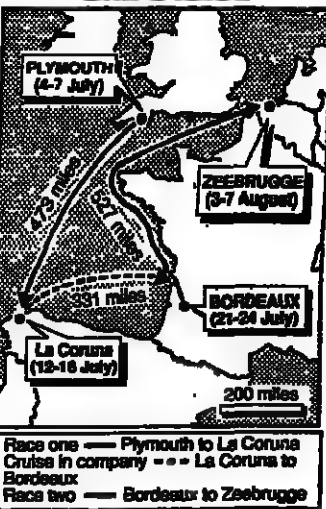 PLYMOUTH
(4-7 July)
473 miles
527 miles
ZEEBRUGGE
(3-7 August)
331 miles
BORDEAUX
(21-24 July)
La Coruna
(12-16 July)
200 miles
Race one Plymouth to La Coruna
Cruise in company La Coruna to
Bordeaux
Race two Bordeaux to Zeebrugge